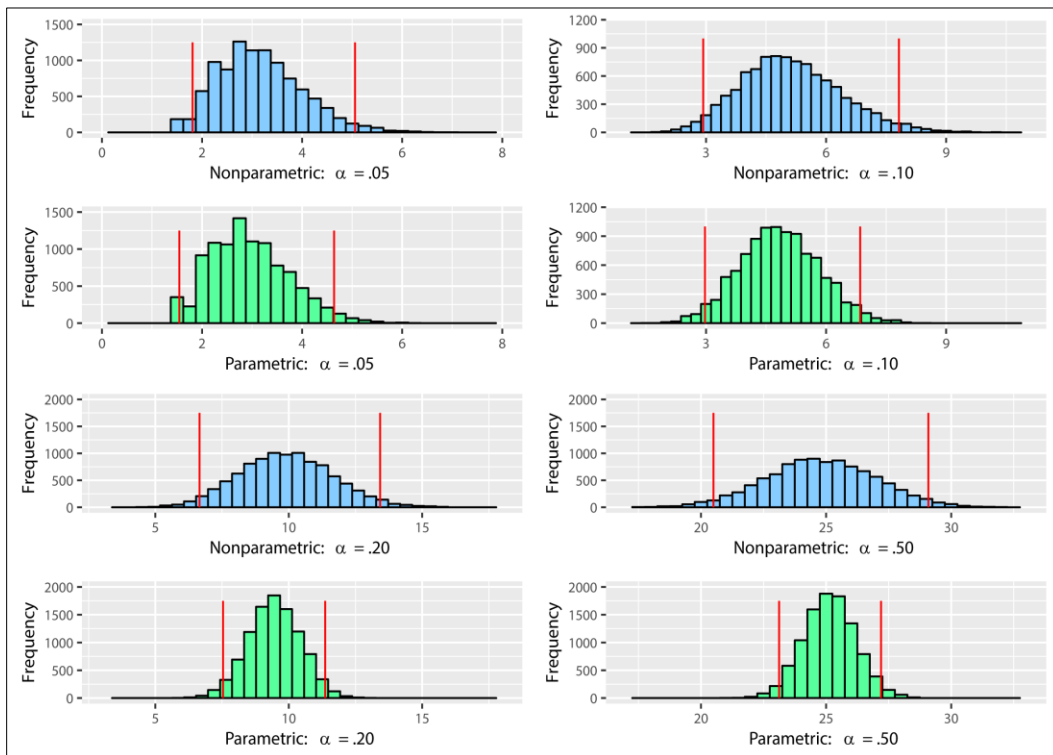 Frequency
1500
1000
500
0
0 2 4 6 8
Nonparametric: α = .05
Frequency
1200
900
600
300
0
3 6 9
Nonparametric: α = .10
Frequency
1500
1000
500
0
0 2 4 6 8
Parametric: α = .05
Frequency
1200
900
600
300
0
3 6 9
Parametric: α = .10
Frequency
2000
1500
1000
500
0
5 10 15
Nonparametric: α = .20
Frequency
2000
1500
1000
500
0
20 25 30
Nonparametric: α = .50
Frequency
2000
1500
1000
500
0
5 10 15
Parametric: α = .20
Frequency
2000
1500
1000
500
0
20 25 30
Parametric: α = .50